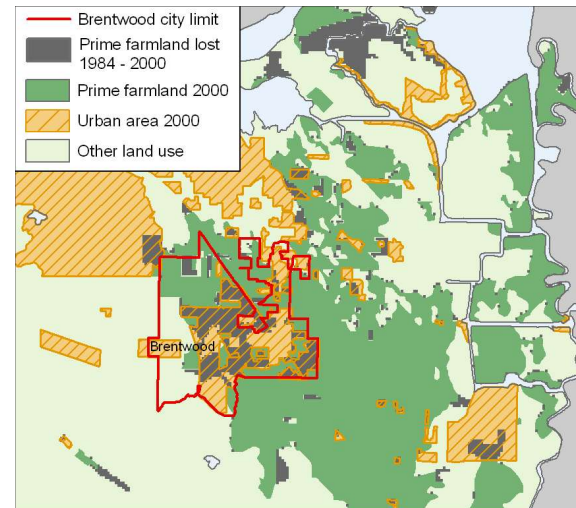 Brentwood city limit
Prime farmland lost
1984 - 2000
Prime farmland 2000
Urban area 2000
Other land use
Brentwood